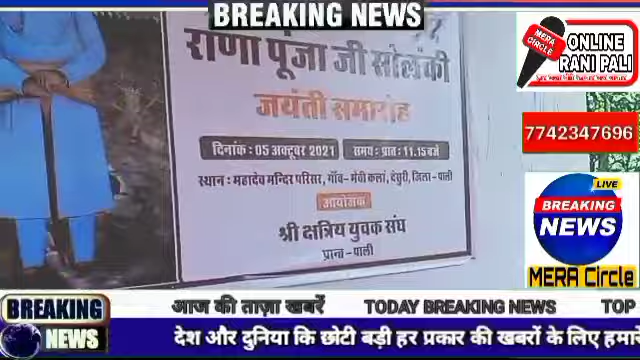 BREAKING NEWS
राणा पूंजा जी सोलंकी
जयंती समारोह
दिनांक : 05 अक्टूबर 2021
समय : प्रात: 11.15 बजे
स्थान : महादेव मन्दिर परिसर, गाँव- मंवी कलां, देसुरी, जिला - पाली
आयोजक
श्री क्षत्रिय युवक संघ
प्रान्त - पाली
MERA CIRCLE
ONLINE
RANI PALI
7742347696
LIVE
BREAKING
NEWS
MERA Circle
BREAKING
NEWS
आज की ताज़ा खबरें TODAY BREAKING NEWS TOP
देश और दुनिया कि छोटी बड़ी हर प्रकार की खबरों के लिए हमारे